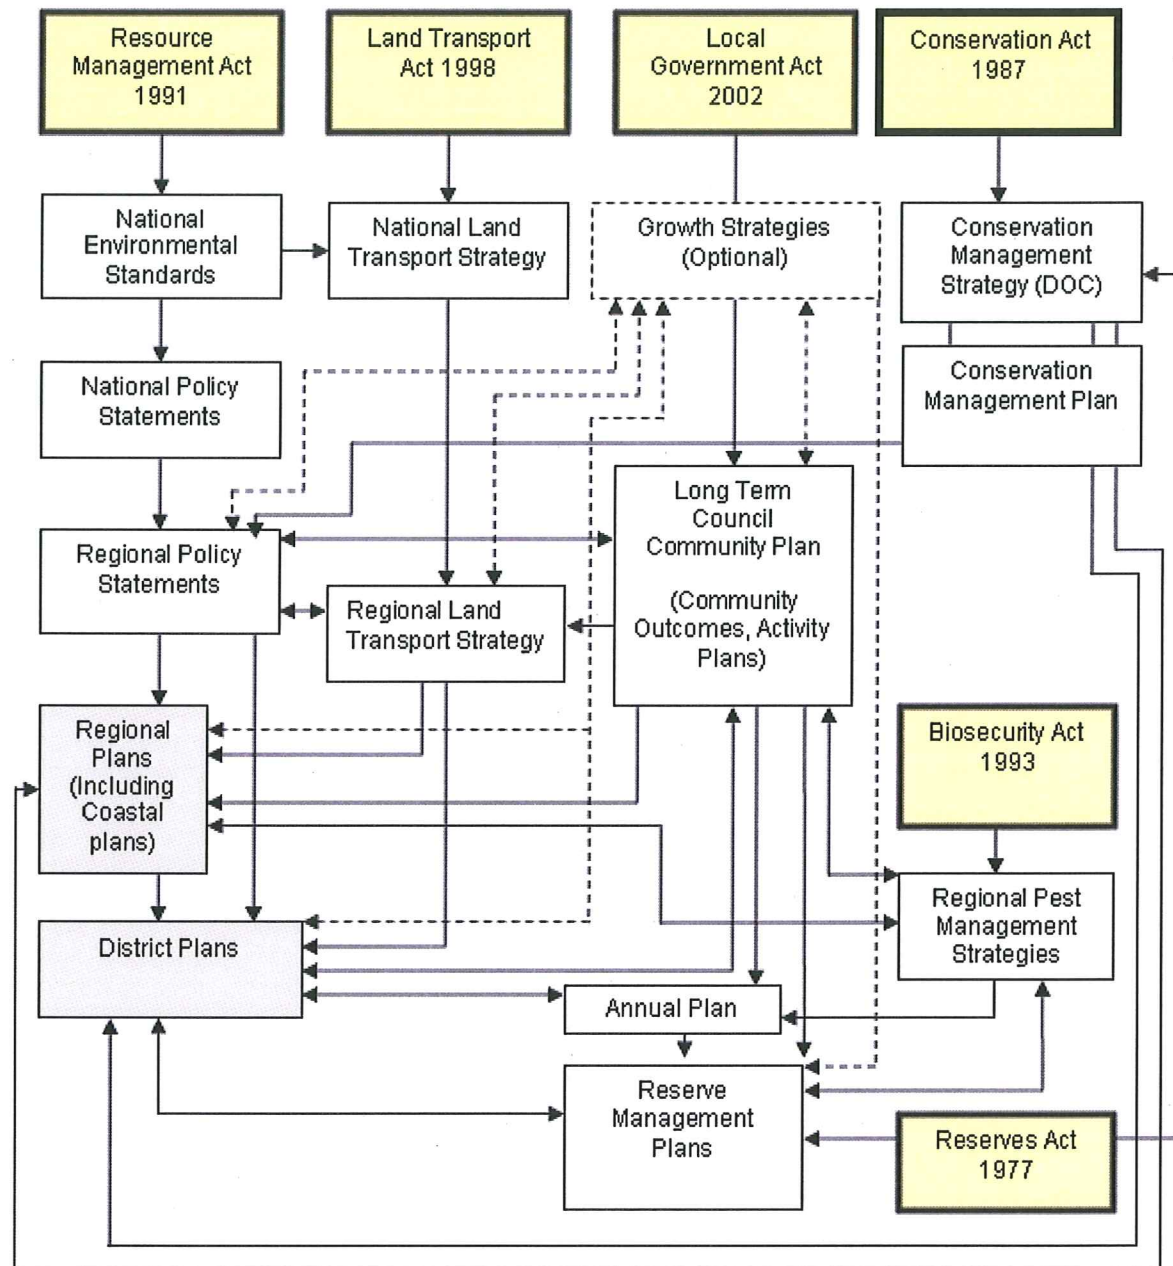 Resource
Management Act
1991
Land Transport
Act 1998
Local
Government Act
2002
Conservation Act
1987
National
Environmental
Standards
National Land
Transport Strategy
Growth Strategies
(Optional)
Conservation
Management
Strategy (DOC)
National Policy
Statements
Conservation
Management Plan
Long Term
Council
Community Plan
(Community
Outcomes, Activity
Plans)
Regional Policy
Statements
Regional Land
Transport Strategy
Regional
Plans
(Including
Coastal
plans)
Biosecurity Act
1993
Regional Pest
Management
Strategies
District Plans
Annual Plan
Reserve
Management
Plans
Reserves Act
1977